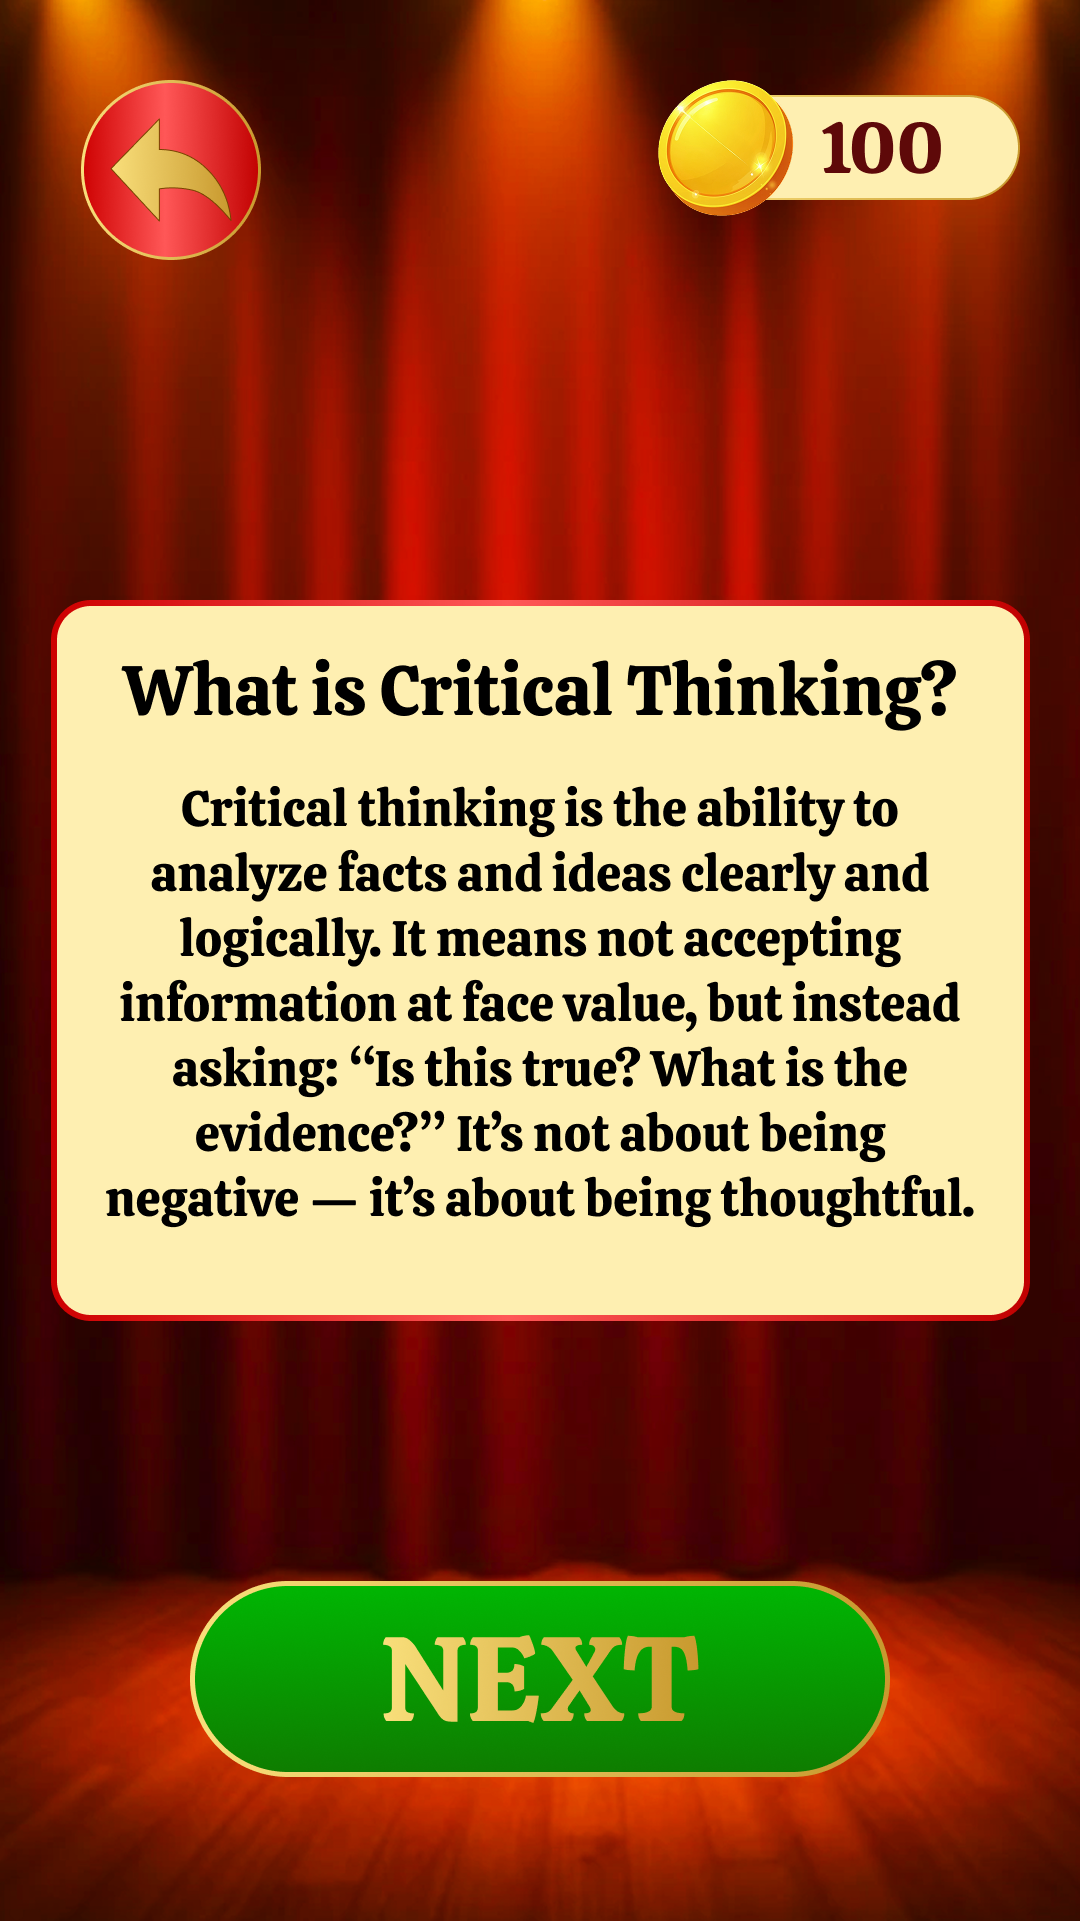 100
What is Critical Thinking?
Critical thinking is the ability to
analyze facts and ideas clearly and
logically. It means not accepting
information at face value, but instead
asking: “Is this true? What is the
evidence?” It’s not about being
negative — it’s about being thoughtful.
NEXT